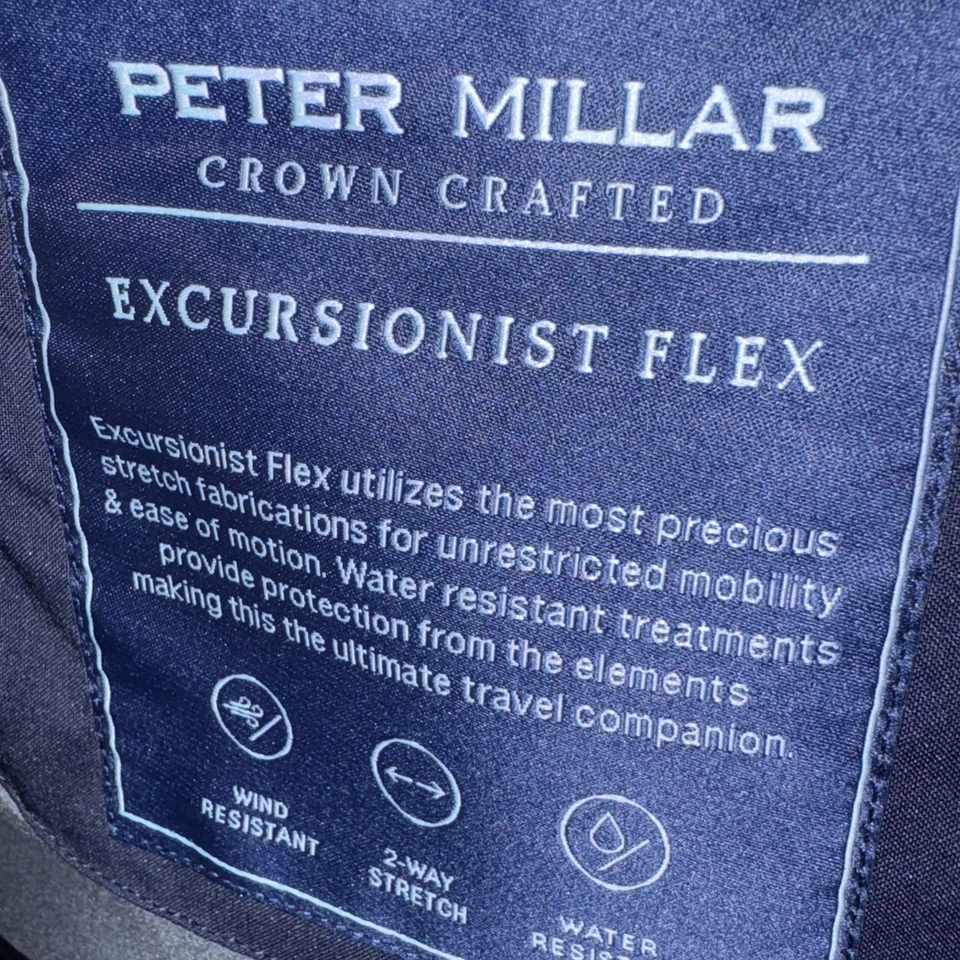 PETER MILLAR
CROWN CRAFTED
EXCURSIONIST FLEX
Excursionist Flex utilizes the most precious
stretch fabrications for unrestricted mobility
& ease of motion. Water resistant treatments
provide protection from the elements
making this the ultimate travel companion.
WIND
RESISTANT
2-WAY
STRETCH
WATER